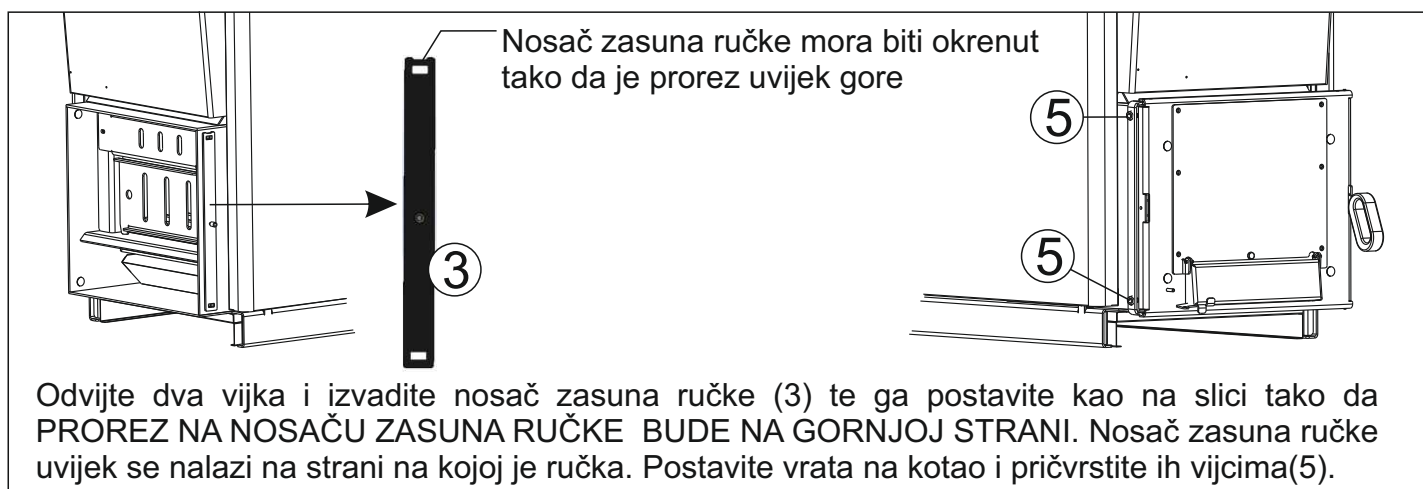 Nosač zasuna ručke mora biti okrenut
tako da je prorez uvijek gore
5
5
3
Odvijte dva vijka i izvadite nosač zasuna ručke (3) te ga postavite kao na slici tako da
PROREZ NA NOSAČU ZASUNA RUČKE BUDE NA GORNJOJ STRANI. Nosač zasuna ručke
uvijek se nalazi na strani na kojoj je ručka. Postavite vrata na kotao i pričvrstite ih vijcima(5).